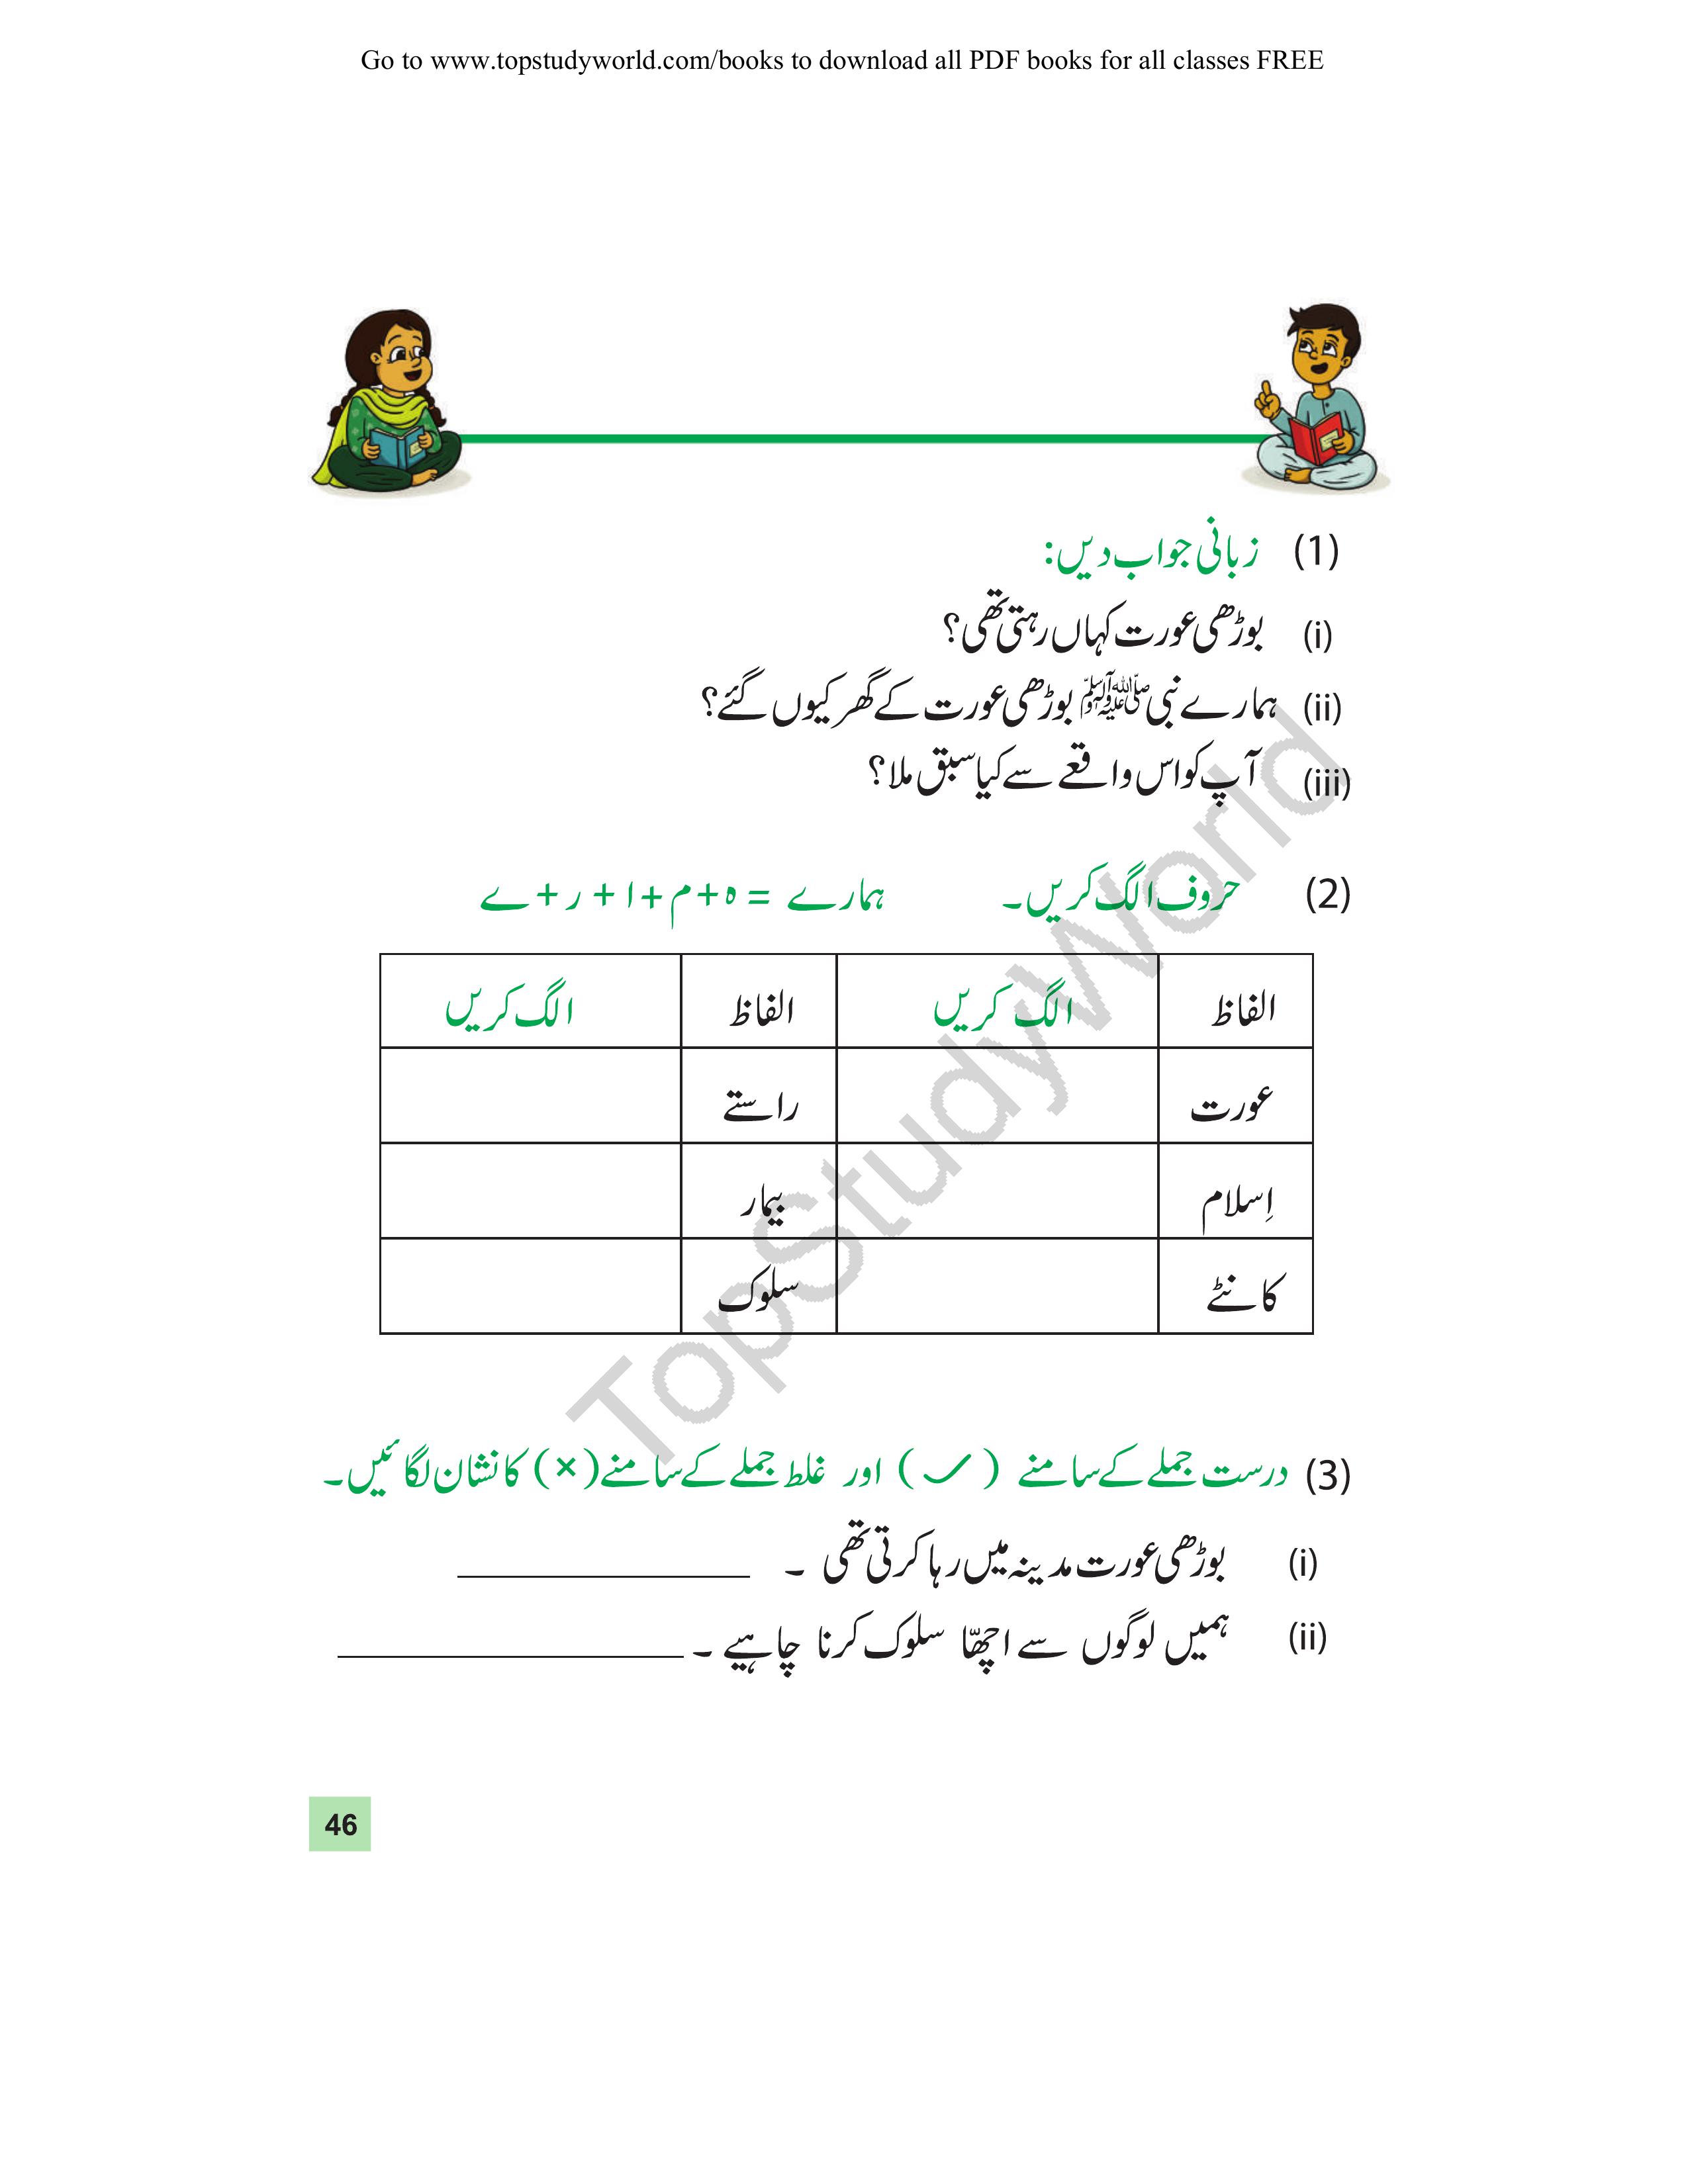 Go to www.topstudyworld.com/books to download all PDF books for all classes FREE
(1) زبانی جواب دیں:
(i) بوڑھی عورت کہاں رہتی تھی؟
(ii) ہمارے نبی ﷺ بوڑھی عورت کے گھر کیوں گئے؟
(iii) آپ کو اس واقعے سے کیا سبق ملا؟
(2) حروف الگ کریں۔ ہمارے = ہ + م + ا + ر + ے
الفاظ الگ کریں الفاظ الگ کریں
عورت راستے
اِسلام بیمار
کانٹے سلوک
(3) درست جملے کے سامنے (✓) اور غلط جملے کے سامنے (×) کا نشان لگائیں۔
(i) بوڑھی عورت مدینہ میں رہا کرتی تھی ۔ ____________
(ii) ہمیں لوگوں سے اچھّا سلوک کرنا چاہیے ۔ ____________
46
TopStudyWorld